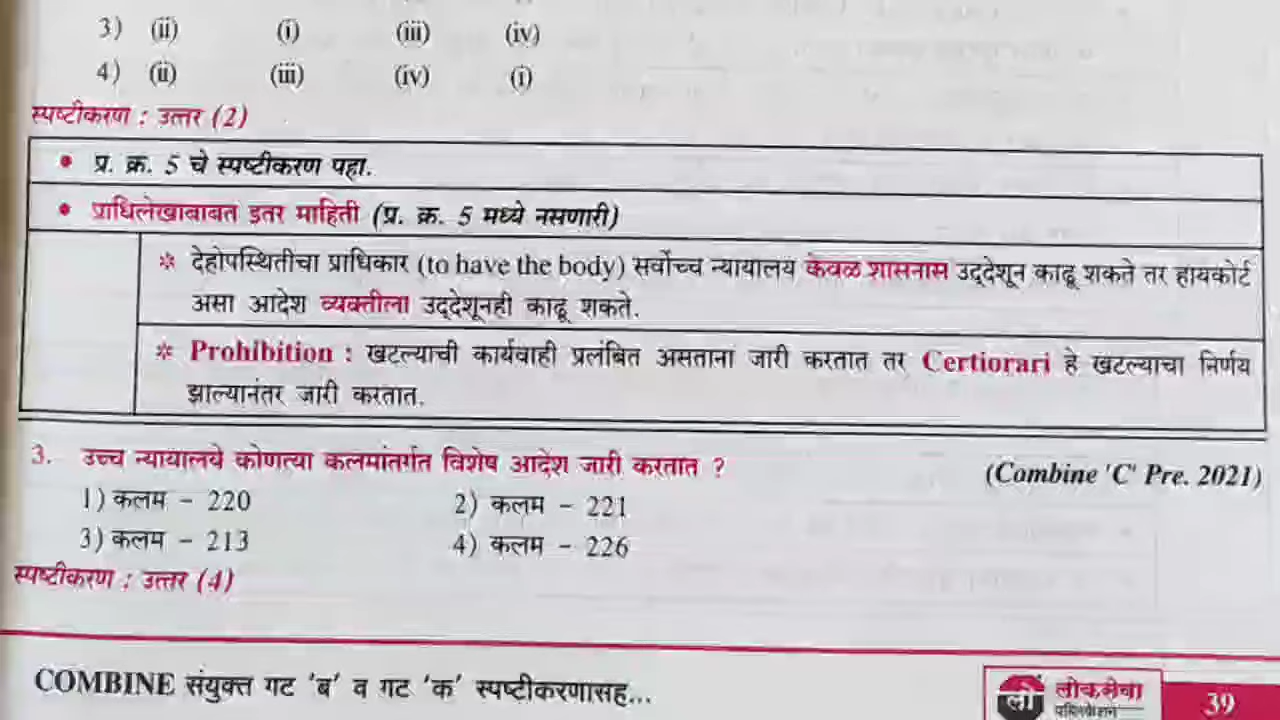 3) (ii) (i) (iii) (iv)
4) (ii) (iii) (iv) (i)
स्पष्टीकरण : उत्तर (2)
• प्र. क्र. 5 चे स्पष्टीकरण पहा.
• प्राधिलेखाबाबत इतर माहिती (प्र. क्र. 5 मध्ये नसणारी)
* देहोपस्थितीचा प्राधिकार (to have the body) सर्वोच्च न्यायालय केवळ शासनास उद्देशून काढू शकते तर हायकोर्ट
असा आदेश व्यक्तीला उद्देशूनही काढू शकते.
* Prohibition : खटल्याची कार्यवाही प्रलंबित असताना जारी करतात तर Certiorari हे खटल्याचा निर्णय
झाल्यानंतर जारी करतात.
3. उच्च न्यायालये कोणत्या कलमांतर्गत विशेष आदेश जारी करतात ? (Combine 'C' Pre. 2021)
1) कलम - 220 2) कलम - 221
3) कलम - 213 4) कलम - 226
स्पष्टीकरण : उत्तर (4)
COMBINE संयुक्त गट 'ब' व गट 'क' स्पष्टीकरणासह...
लो लोकसेवा
पब्लिकेशन 39